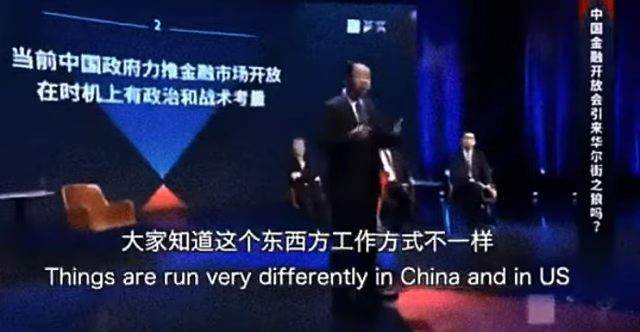 2
当前中国政府力推金融市场开放
在时机上有政治和战术考量
中国金融开放会引来华尔街之狼吗？
大家知道这个东西方工作方式不一样
Things are run very differently in China and in US